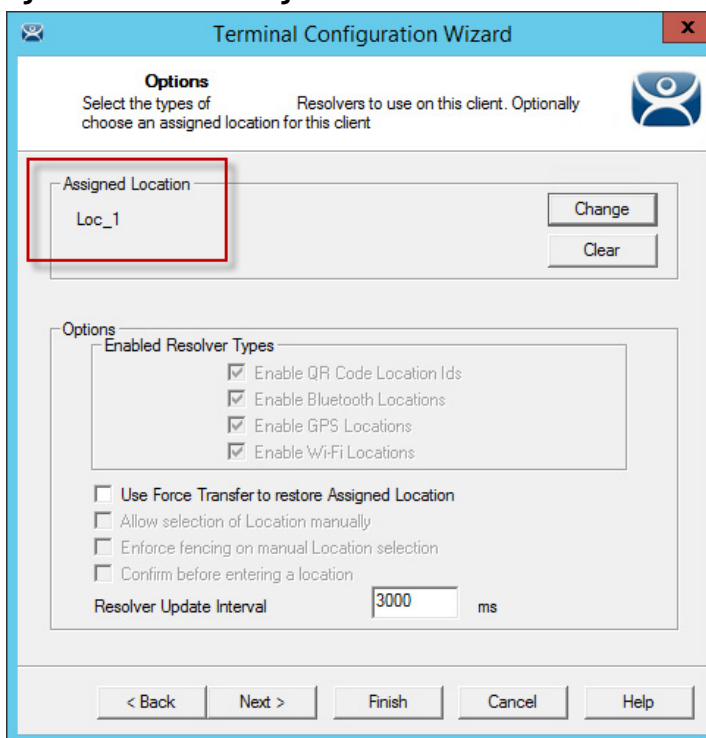 Terminal Configuration Wizard
x
Options
Select the types of Resolvers to use on this client. Optionally
choose an assigned location for this client
Assigned Location
Loc_1
Change
Clear
Options
Enabled Resolver Types
Enable QR Code Location Ids
Enable Bluetooth Locations
Enable GPS Locations
Enable Wi-Fi Locations
Use Force Transfer to restore Assigned Location
Allow selection of Location manually
Enforce fencing on manual Location selection
Confirm before entering a location
Resolver Update Interval 3000 ms
< Back Next > Finish Cancel Help